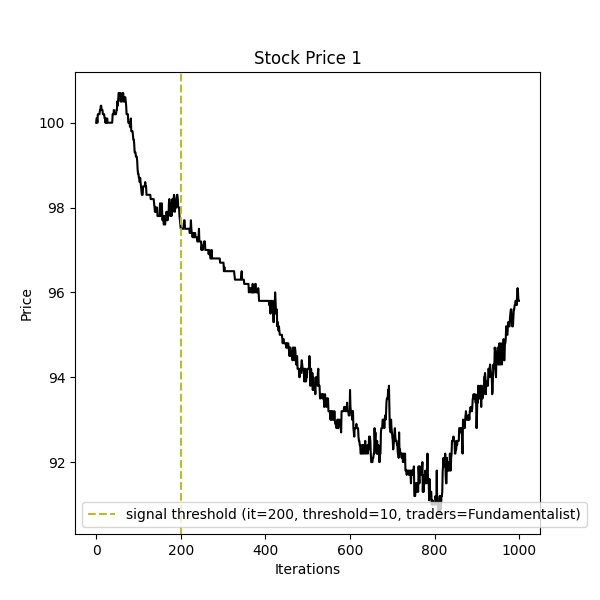 Stock Price 1
100
98
96
94
92
Price
signal threshold (it=200, threshold=10, traders=Fundamentalist)
0 200 400 600 800 1000
Iterations